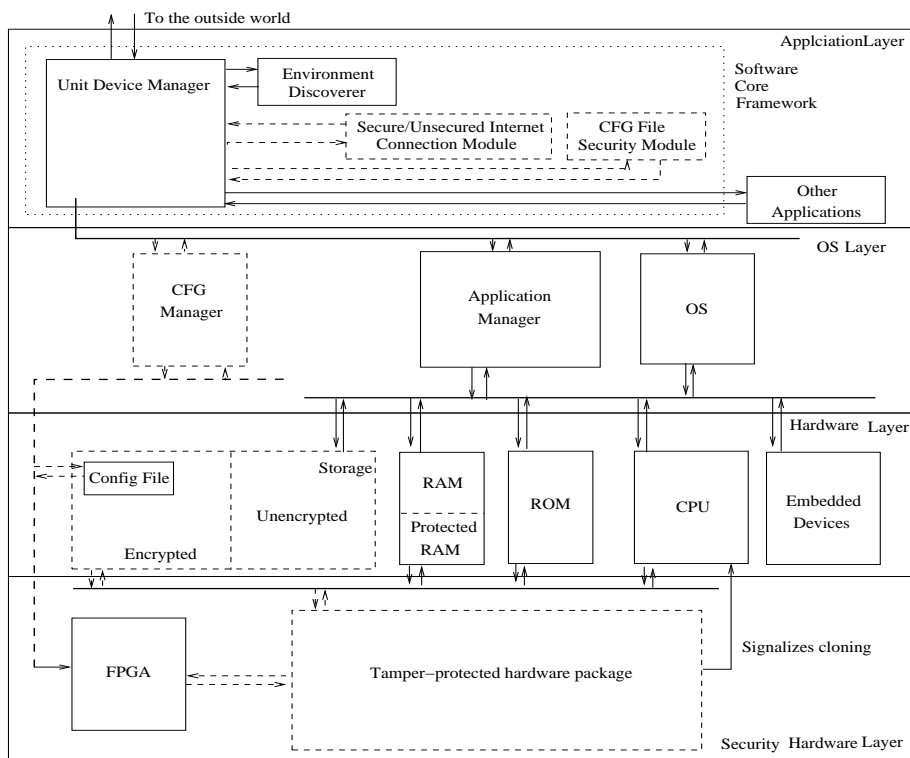 To the outside world
ApplciationLayer
Unit Device Manager
Environment
Discoverer
Software
Core
Framework
Secure/Unsecured Internet
Connection Module
CFG File
Security Module
Other
Applications
OS Layer
CFG
Manager
Application
Manager
OS
Hardware Layer
Storage
Config File
Unencrypted
Encrypted
RAM
Protected
RAM
ROM
CPU
Embedded
Devices
FPGA
Tamper−protected hardware package
Signalizes cloning
Security Hardware Layer